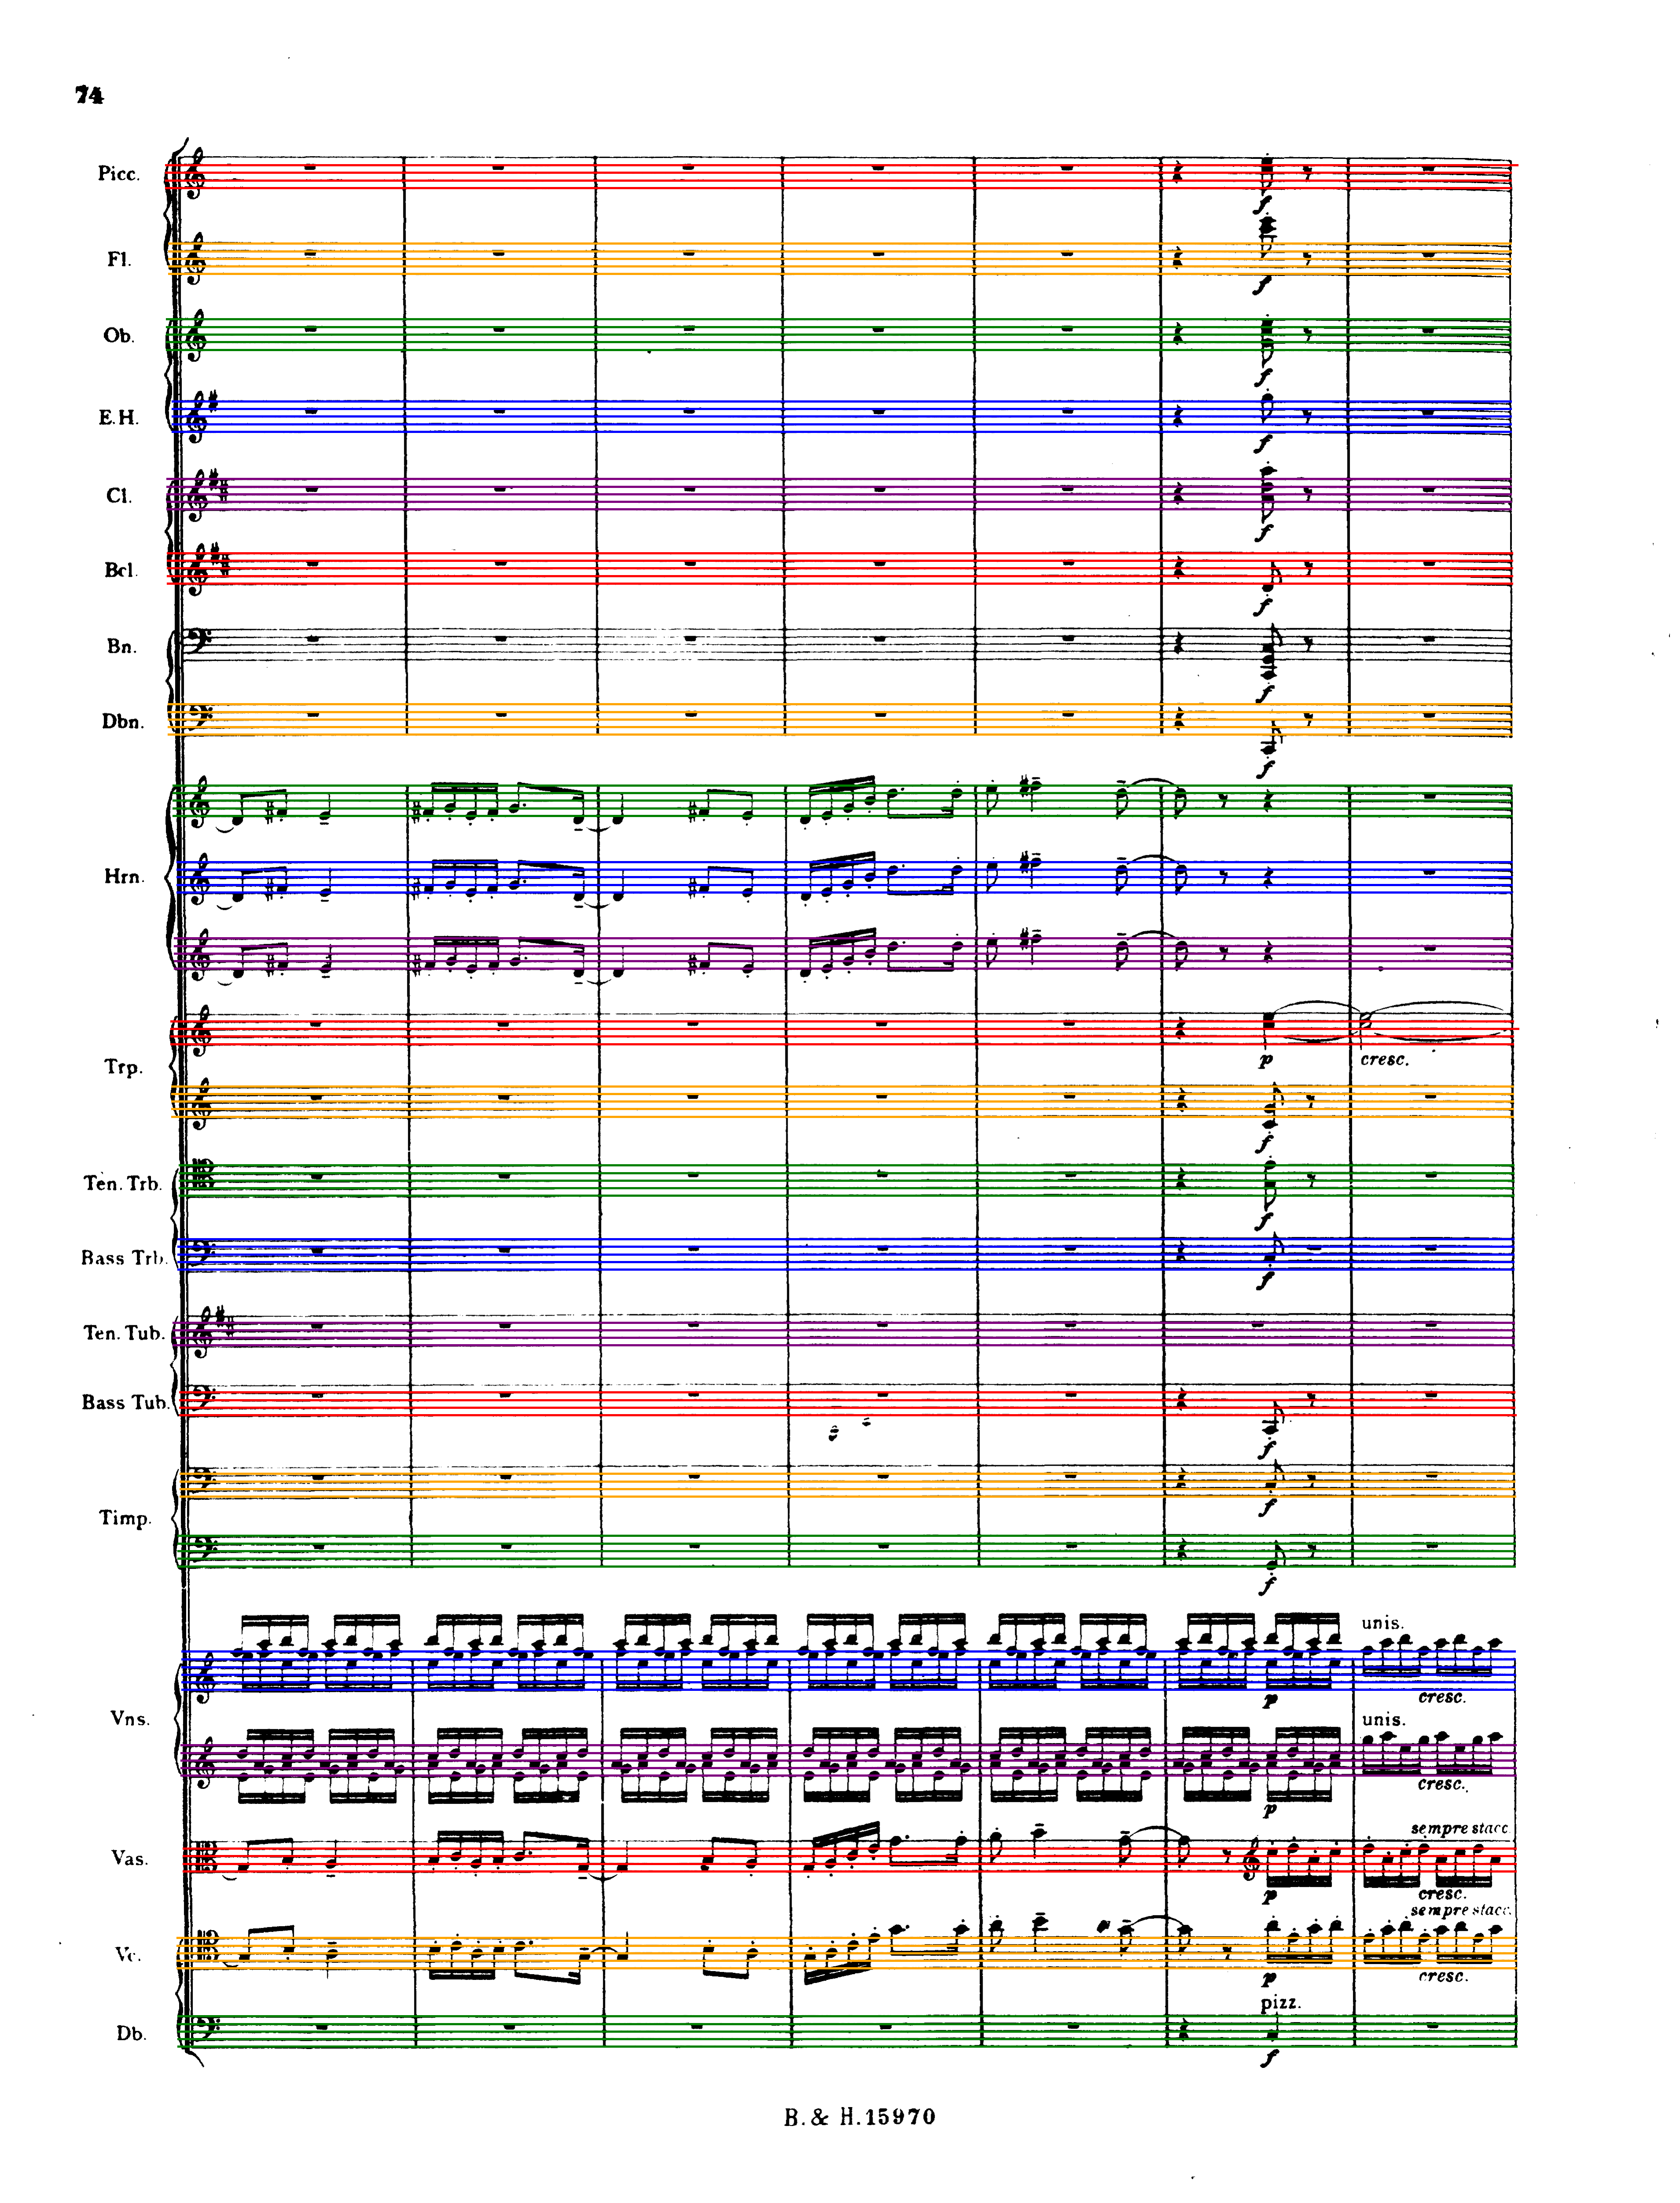 74
Picc.
f
Fl.
f
Ob.
f
E. H.
f
Cl.
f
Bcl.
f
Bn.
f
Dbn.
f
Hrn.
Trp.
p cresc.
f
Ten. Trb.
f
Bass Trb.
f
Ten. Tub.
Bass Tub.
f
Timp.
f
f
unis.
Vns.
p cresc.
unis.
p cresc.
Vas.
sempre stacc.
p cresc.
Vc.
sempre stacc.
p cresc.
Db.
pizz.
f
B. & H. 15970